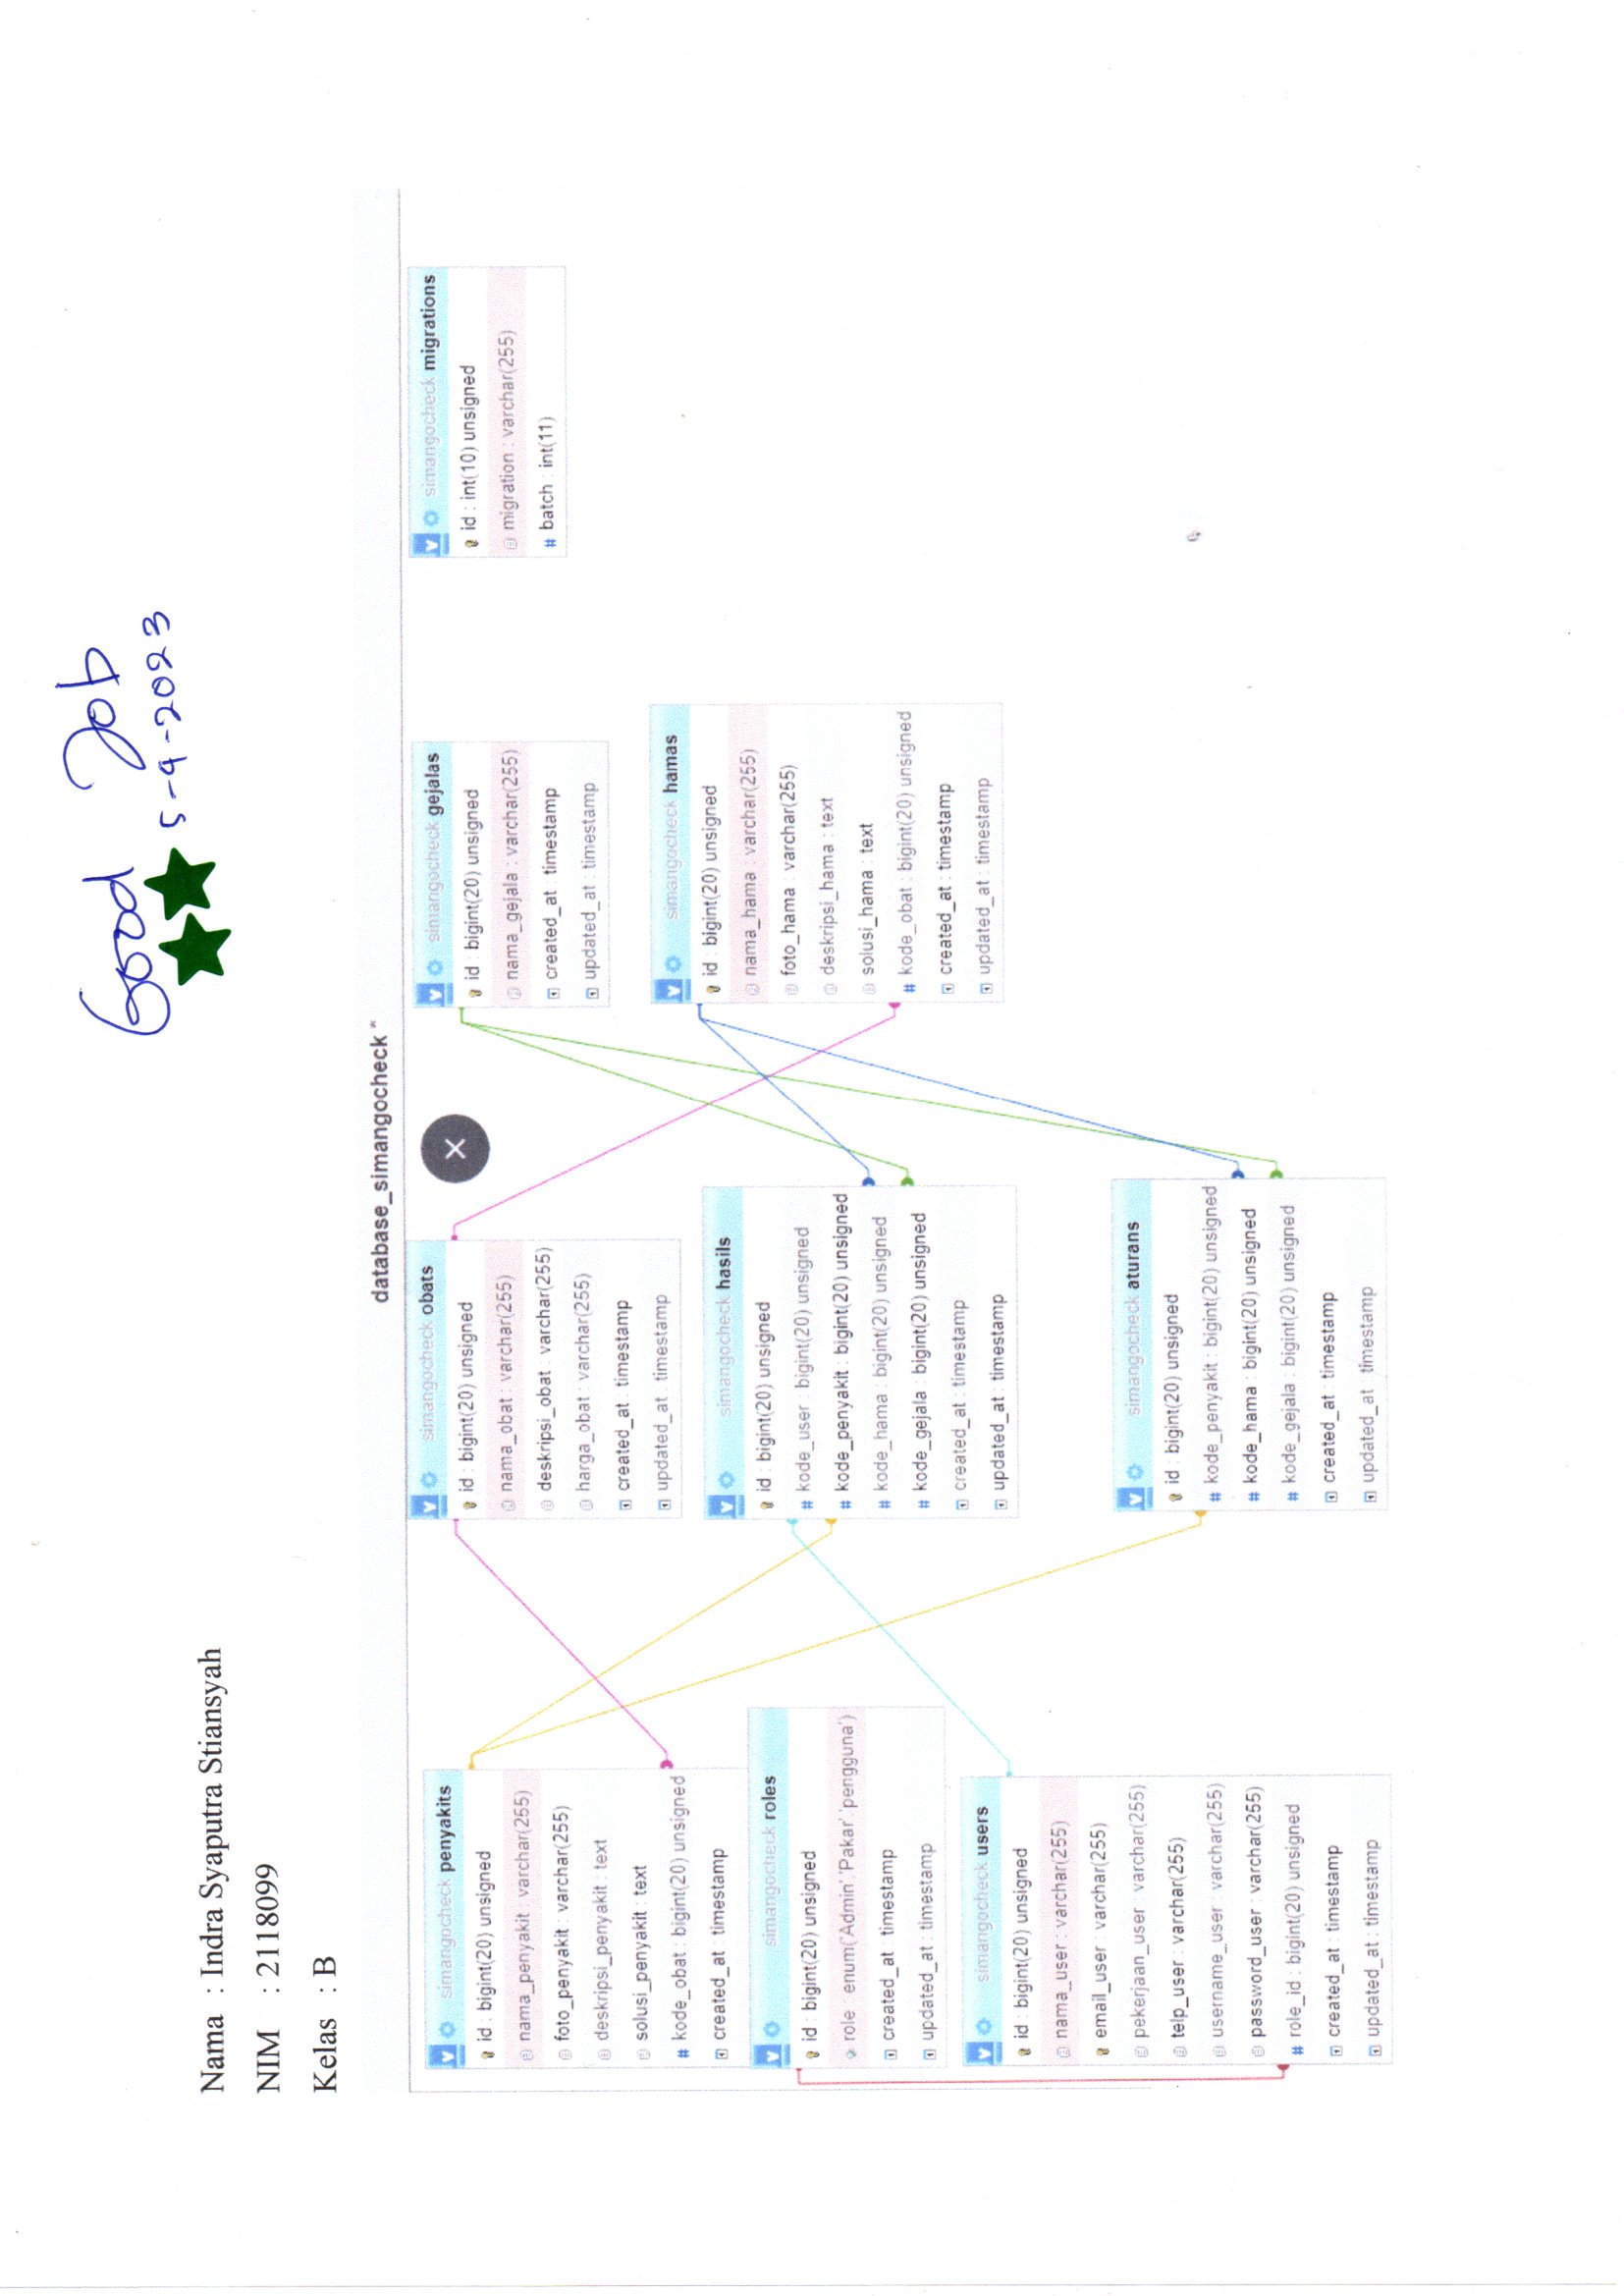 Good Job
5-9-2023
Nama : Indra Syaputra Stiansyah
NIM : 2118099
Kelas : B
database_simangocheck *
simangocheck penyakits
id : bigint(20) unsigned
nama_penyakit : varchar(255)
foto_penyakit : varchar(255)
deskripsi_penyakit : text
solusi_penyakit : text
# kode_obat : bigint(20) unsigned
created_at : timestamp
simangocheck roles
id : bigint(20) unsigned
role : enum('Admin','Pakar','pengguna')
created_at : timestamp
updated_at : timestamp
simangocheck users
id : bigint(20) unsigned
nama_user : varchar(255)
email_user : varchar(255)
pekerjaan_user : varchar(255)
telp_user : varchar(255)
username_user : varchar(255)
password_user : varchar(255)
# role_id : bigint(20) unsigned
created_at : timestamp
updated_at : timestamp
simangocheck obats
id : bigint(20) unsigned
nama_obat : varchar(255)
deskripsi_obat : varchar(255)
harga_obat : varchar(255)
created_at : timestamp
updated_at : timestamp
simangocheck hasils
id : bigint(20) unsigned
# kode_user : bigint(20) unsigned
# kode_penyakit : bigint(20) unsigned
# kode_hama : bigint(20) unsigned
# kode_gejala : bigint(20) unsigned
created_at : timestamp
updated_at : timestamp
simangocheck aturans
id : bigint(20) unsigned
# kode_penyakit : bigint(20) unsigned
# kode_hama : bigint(20) unsigned
# kode_gejala : bigint(20) unsigned
created_at : timestamp
updated_at : timestamp
simangocheck gejalas
id : bigint(20) unsigned
nama_gejala : varchar(255)
created_at : timestamp
updated_at : timestamp
simangocheck hamas
id : bigint(20) unsigned
nama_hama : varchar(255)
foto_hama : varchar(255)
deskripsi_hama : text
solusi_hama : text
# kode_obat : bigint(20) unsigned
created_at : timestamp
updated_at : timestamp
simangocheck migrations
id : int(10) unsigned
migration : varchar(255)
# batch : int(11)